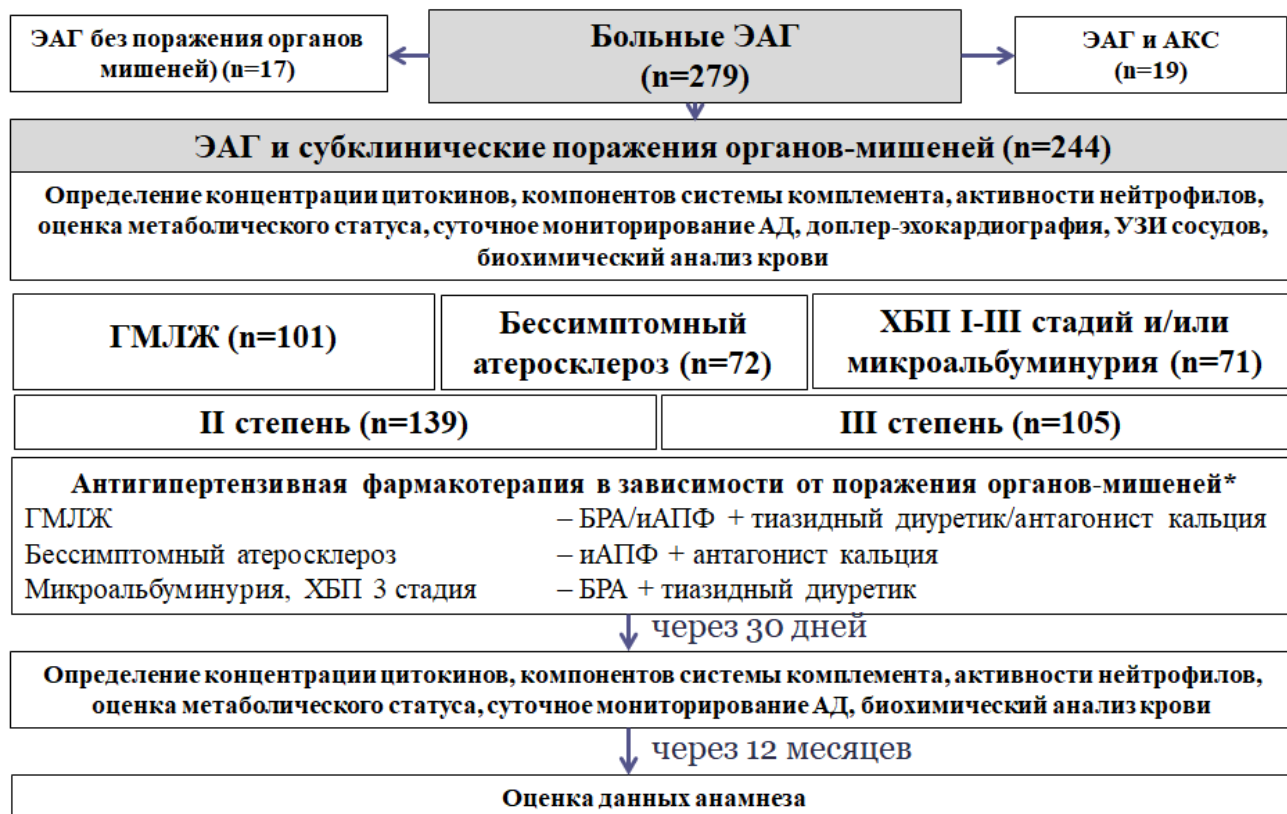 ЭАГ без поражения органов
мишеней) (n=17)
Больные ЭАГ
(n=279)
ЭАГ и АКС
(n=19)
ЭАГ и субклинические поражения органов-мишеней (n=244)
Определение концентрации цитокинов, компонентов системы комплемента, активности нейтрофилов,
оценка метаболического статуса, суточное мониторирование АД, доплер-эхокардиография, УЗИ сосудов,
биохимический анализ крови
ГМЛЖ (n=101)
Бессимптомный
атеросклероз (n=72)
ХБП I-III стадий и/или
микроальбуминурия (n=71)
II степень (n=139)
III степень (n=105)
Антигипертензивная фармакотерапия в зависимости от поражения органов-мишеней*
ГМЛЖ – БРА/иАПФ + тиазидный диуретик/антагонист кальция
Бессимптомный атеросклероз – иАПФ + антагонист кальция
Микроальбуминурия, ХБП 3 стадия – БРА + тиазидный диуретик
через 30 дней
Определение концентрации цитокинов, компонентов системы комплемента, активности нейтрофилов,
оценка метаболического статуса, суточное мониторирование АД, биохимический анализ крови
через 12 месяцев
Оценка данных анамнеза